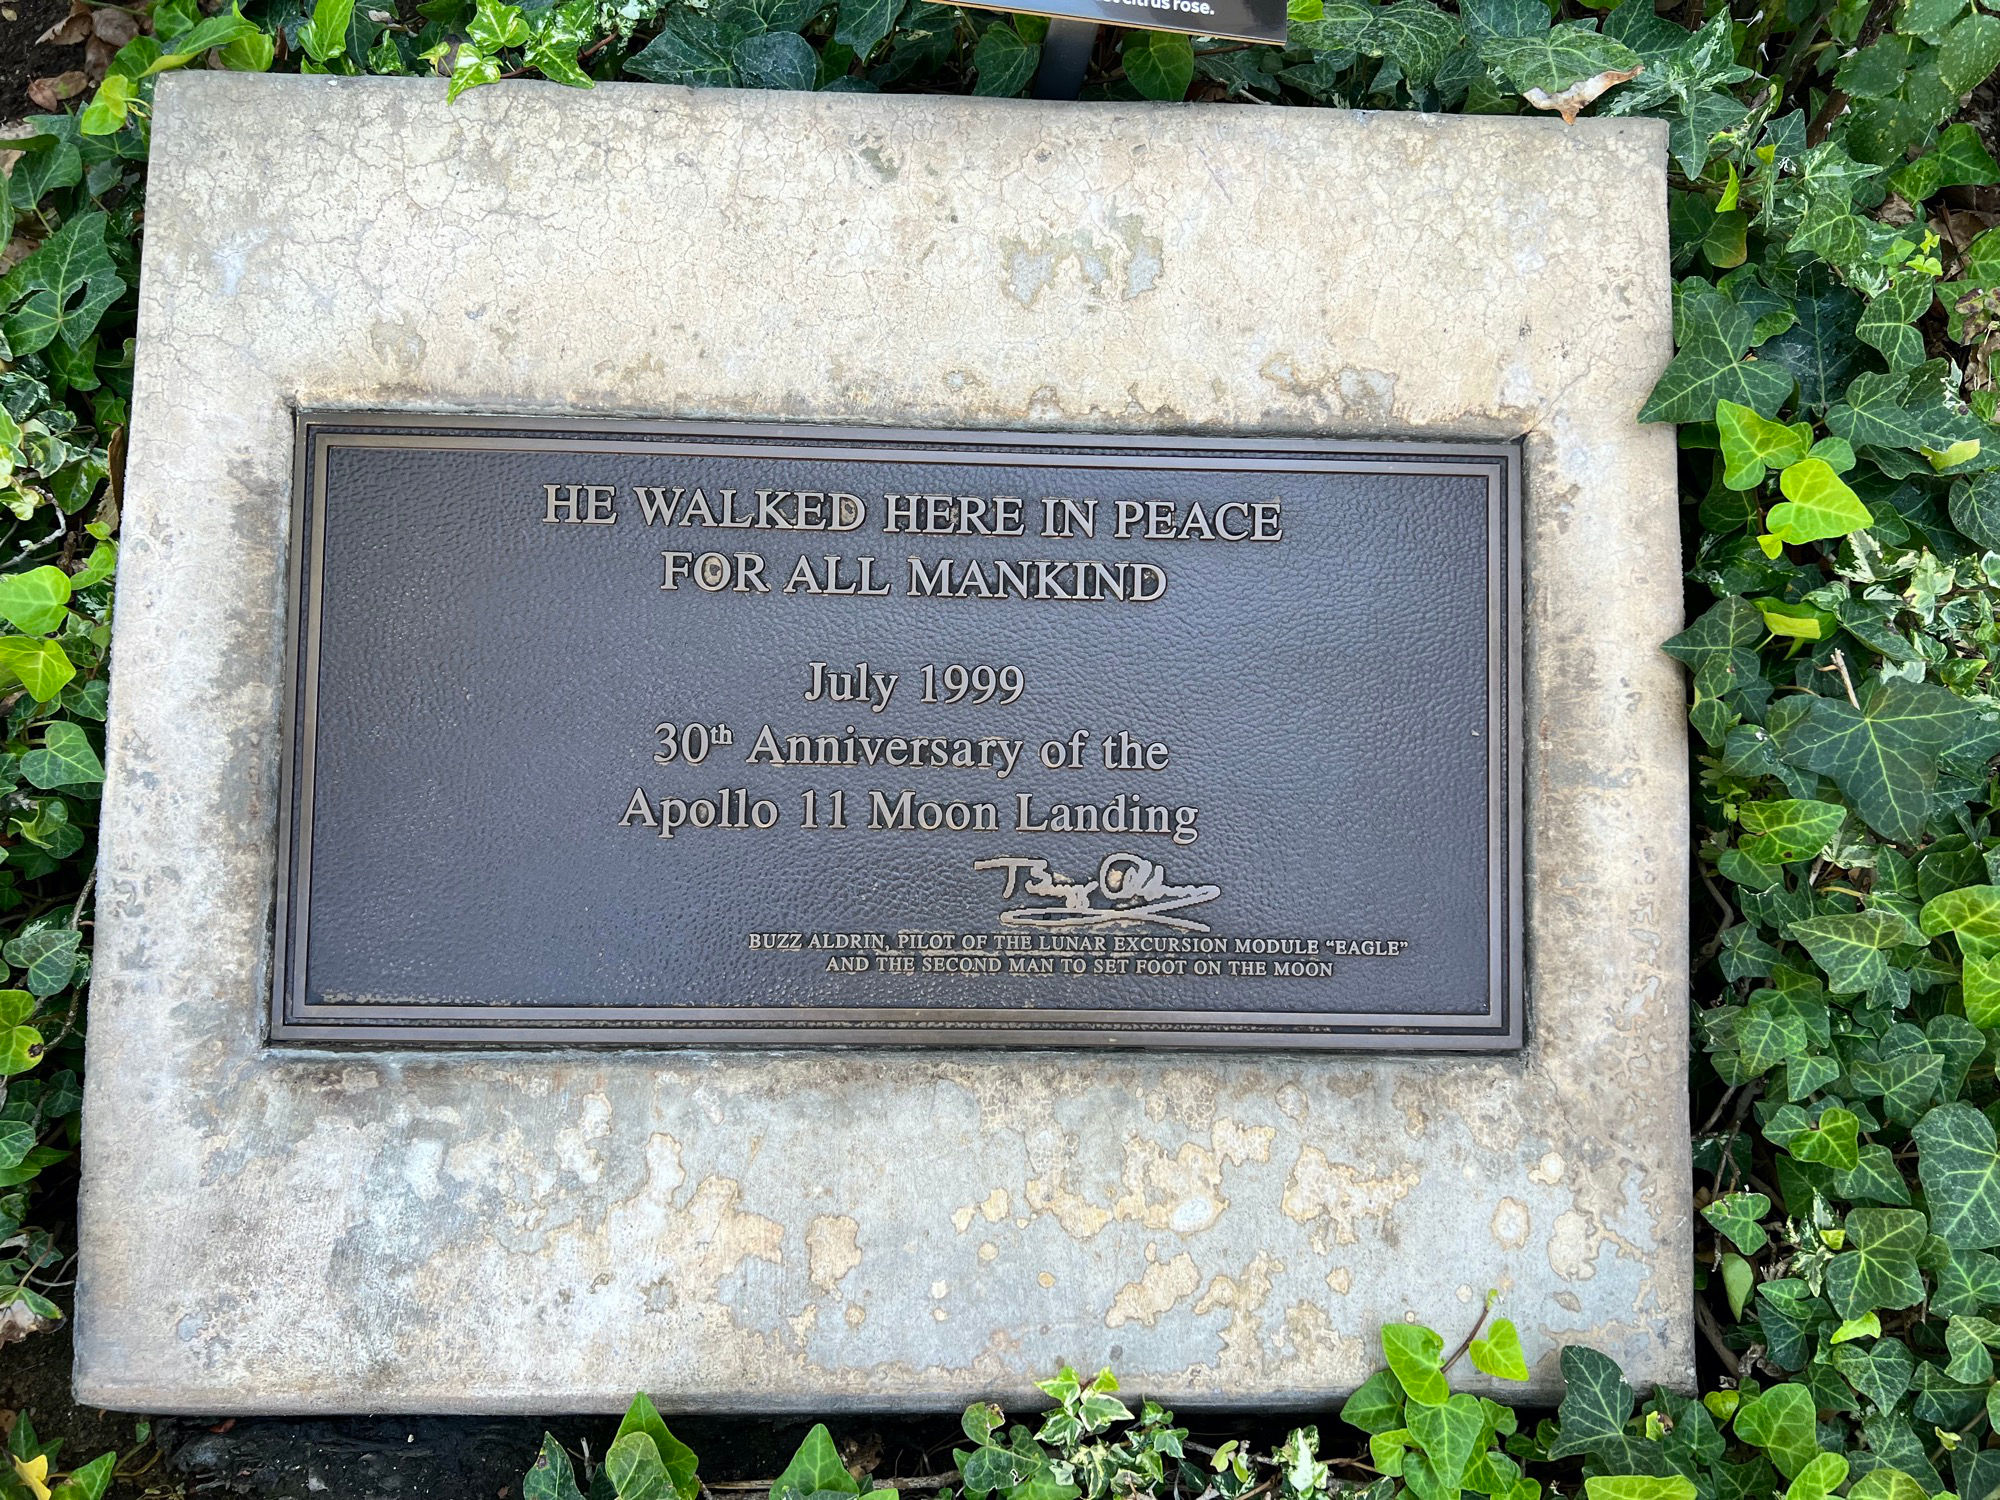 citrus rose.
HE WALKED HERE IN PEACE
FOR ALL MANKIND
July 1999
30th Anniversary of the
Apollo 11 Moon Landing
Buzz Aldrin
BUZZ ALDRIN, PILOT OF THE LUNAR EXCURSION MODULE “EAGLE”
AND THE SECOND MAN TO SET FOOT ON THE MOON